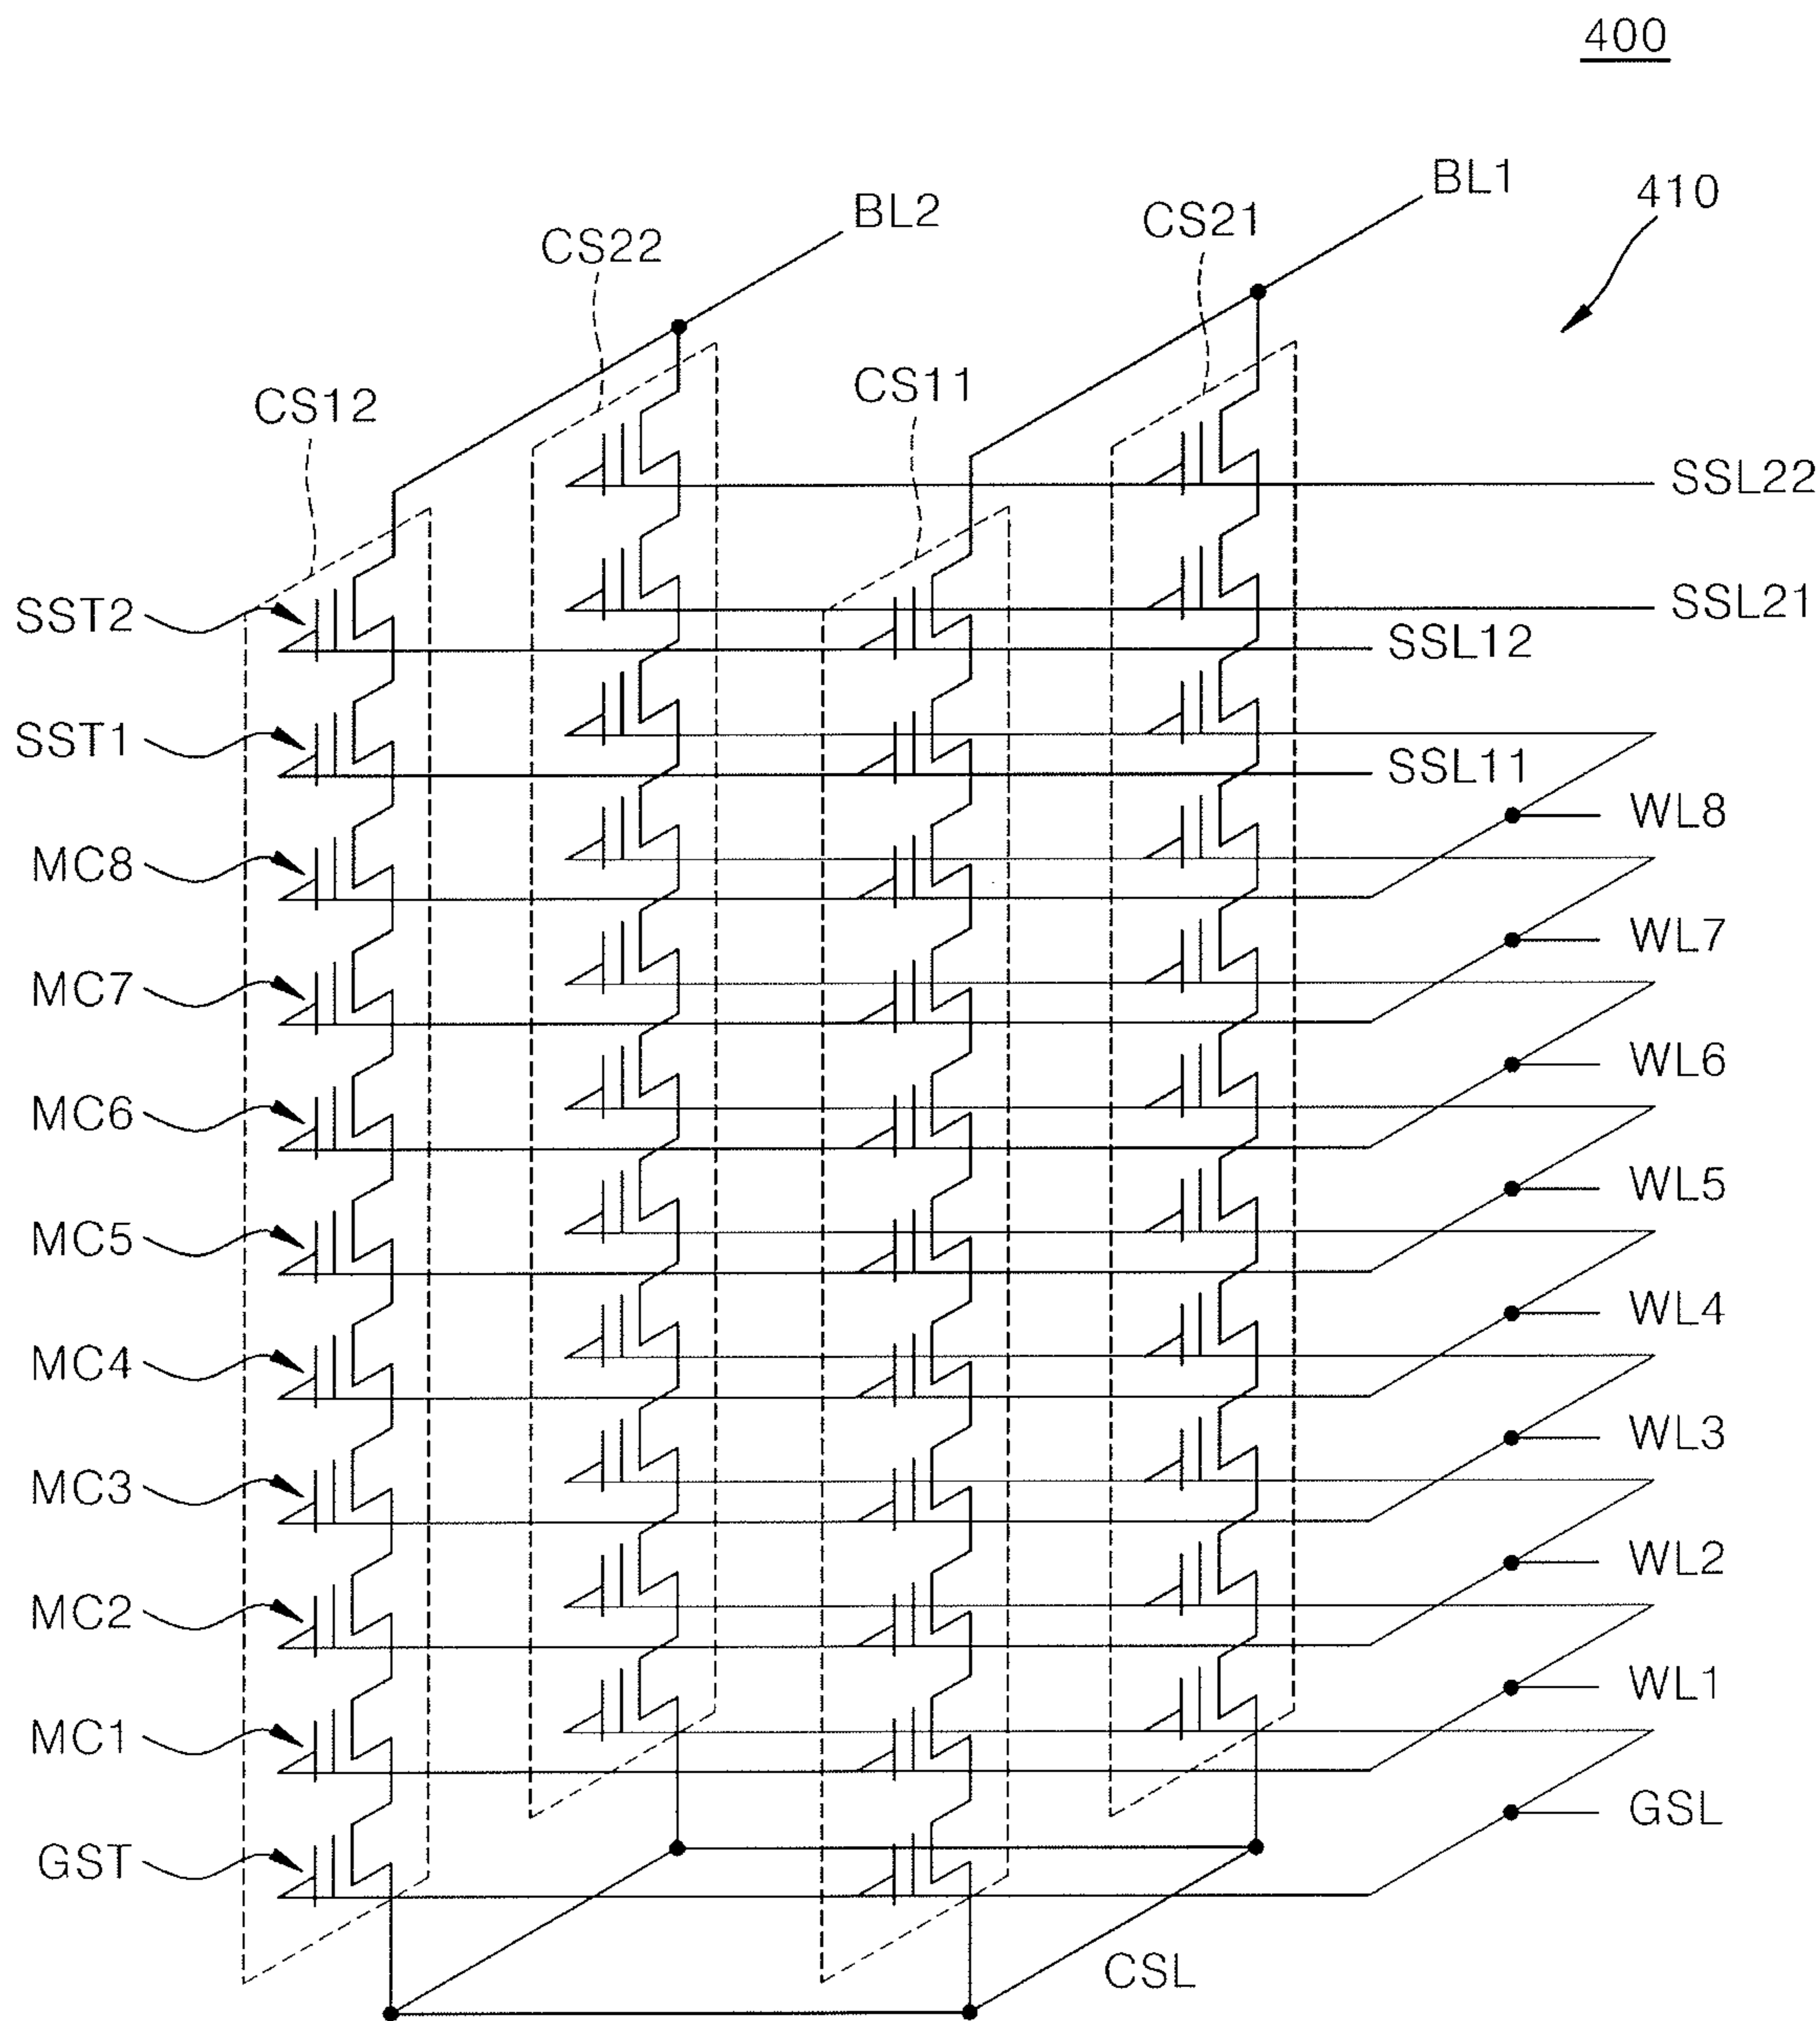 400
BL1
410
BL2
CS21
CS22
CS11
CS12
SSL22
SSL21
SST2
SSL12
SST1
SSL11
WL8
MC8
WL7
MC7
WL6
MC6
WL5
MC5
WL4
MC4
WL3
MC3
WL2
MC2
WL1
MC1
GSL
GST
CSL